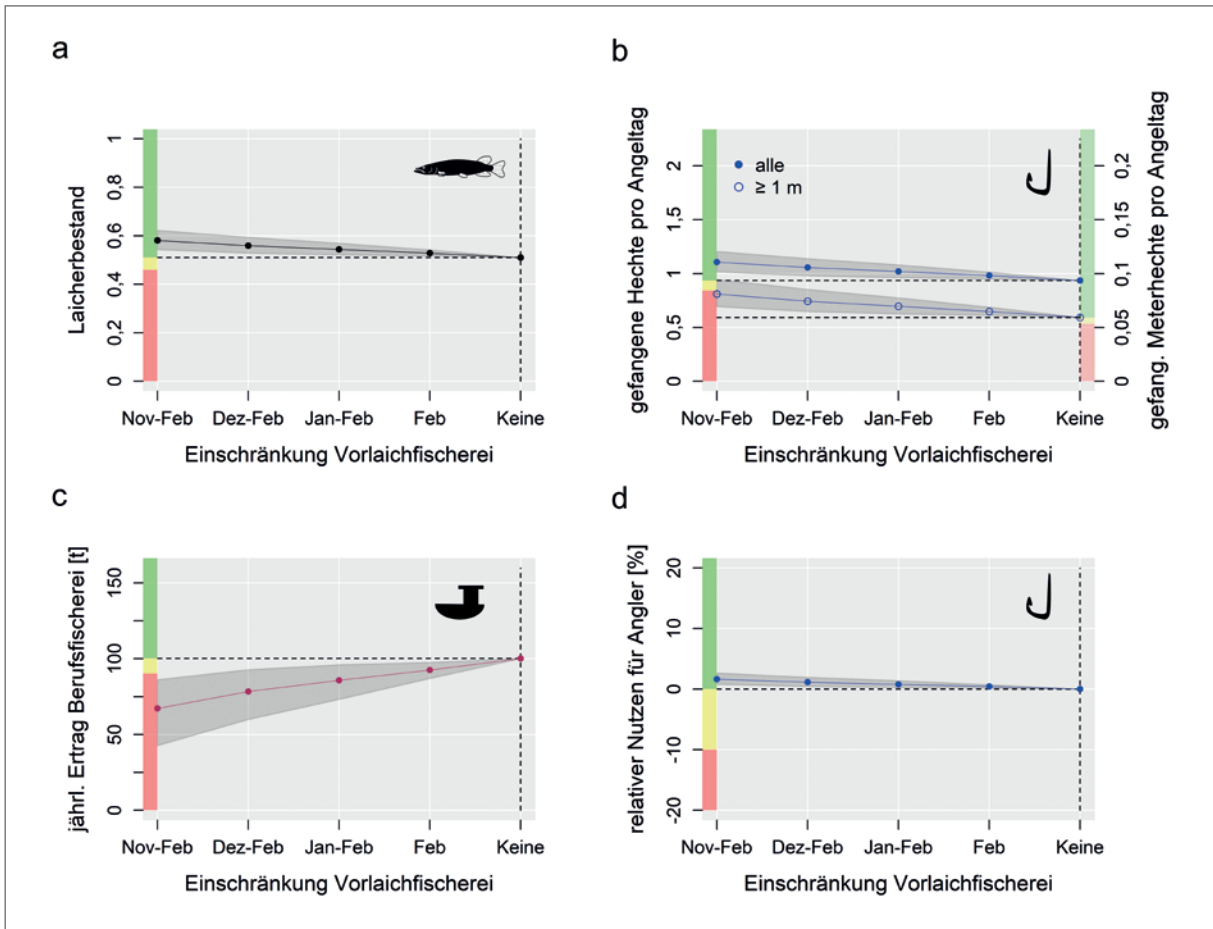 a
Laicherbestand
1
0,8
0,6
0,4
0,2
0
Nov-Feb Dez-Feb Jan-Feb Feb Keine
Einschränkung Vorlaichfischerei
b
gefangene Hechte pro Angeltag
2
1,5
1
0,5
0
alle
≥ 1 m
gefang. Meterhechte pro Angeltag
0,2
0,15
0,1
0,05
0
Nov-Feb Dez-Feb Jan-Feb Feb Keine
Einschränkung Vorlaichfischerei
c
jährl. Ertrag Berufsfischerei [t]
150
100
50
0
Nov-Feb Dez-Feb Jan-Feb Feb Keine
Einschränkung Vorlaichfischerei
d
relativer Nutzen für Angler [%]
20
10
0
-10
-20
Nov-Feb Dez-Feb Jan-Feb Feb Keine
Einschränkung Vorlaichfischerei